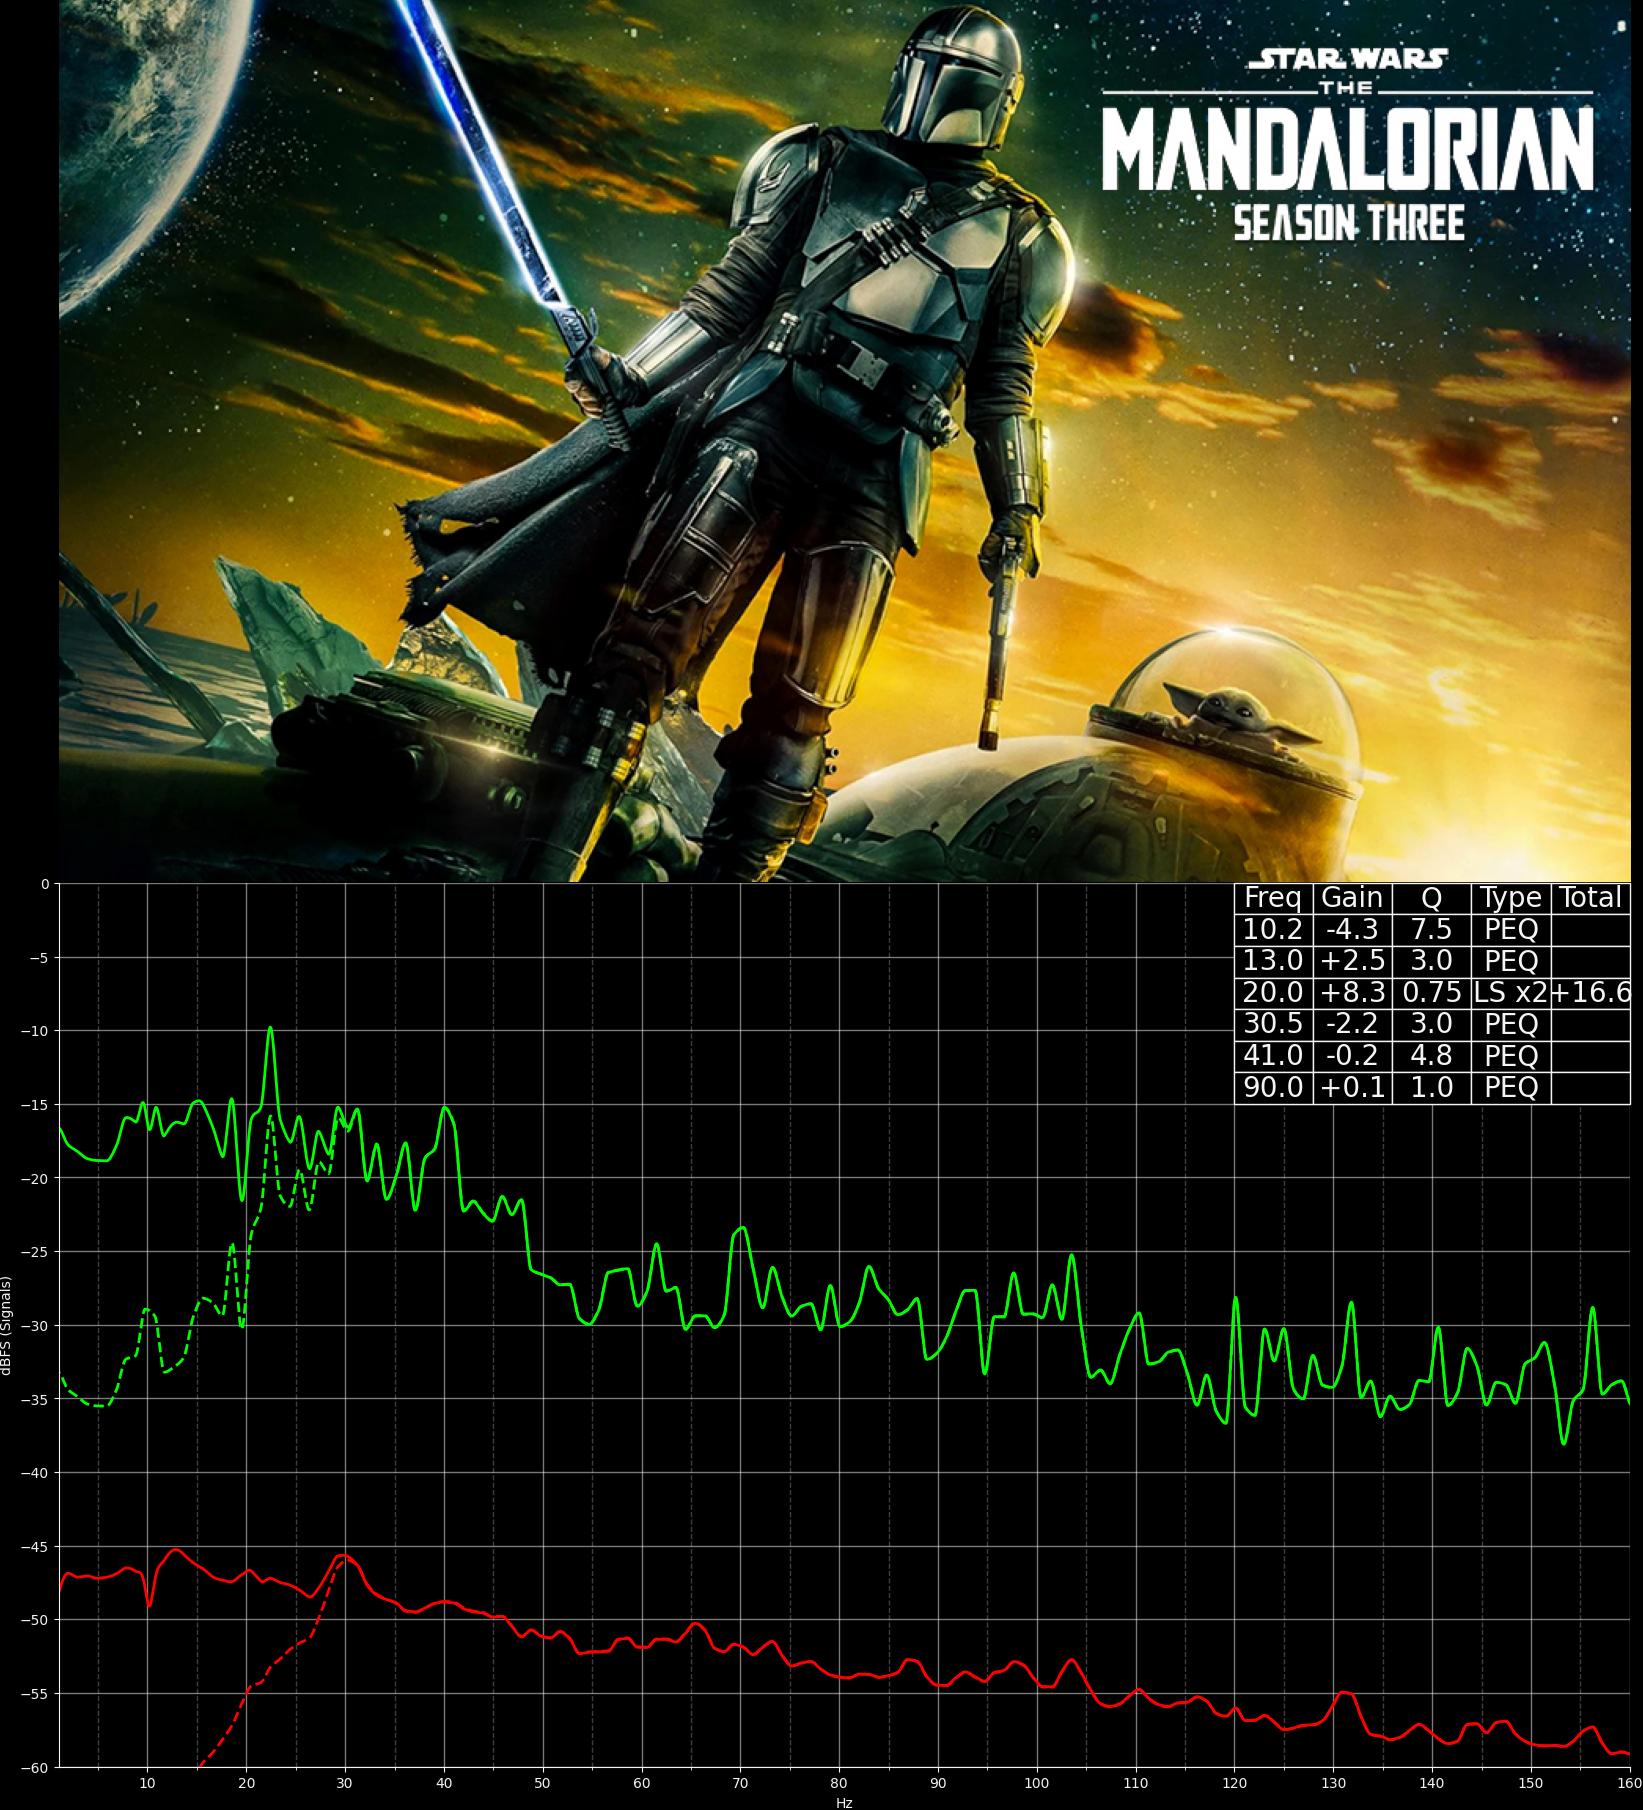 STAR WARS
THE
MANDALORIAN
SEASON THREE
Freq Gain Q Type Total
10.2 -4.3 7.5 PEQ
13.0 +2.5 3.0 PEQ
20.0 +8.3 0.75 LS x2 +16.6
30.5 -2.2 3.0 PEQ
41.0 -0.2 4.8 PEQ
90.0 +0.1 1.0 PEQ
0
−5
−10
−15
−20
−25
−30
−35
−40
−45
−50
−55
−60
dBFS (Signals)
10 20 30 40 50 60 70 80 90 100 110 120 130 140 150 160
Hz